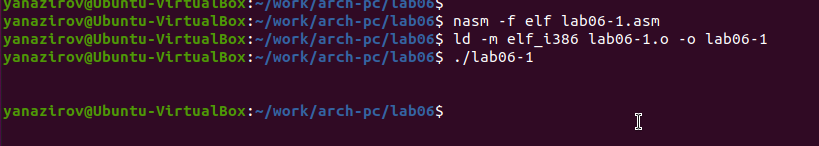 yanazirov@Ubuntu-VirtualBox:~/work/arch-pc/lab06$
yanazirov@Ubuntu-VirtualBox:~/work/arch-pc/lab06$ nasm -f elf lab06-1.asm
yanazirov@Ubuntu-VirtualBox:~/work/arch-pc/lab06$ ld -m elf_i386 lab06-1.o -o lab06-1
yanazirov@Ubuntu-VirtualBox:~/work/arch-pc/lab06$ ./lab06-1
yanazirov@Ubuntu-VirtualBox:~/work/arch-pc/lab06$